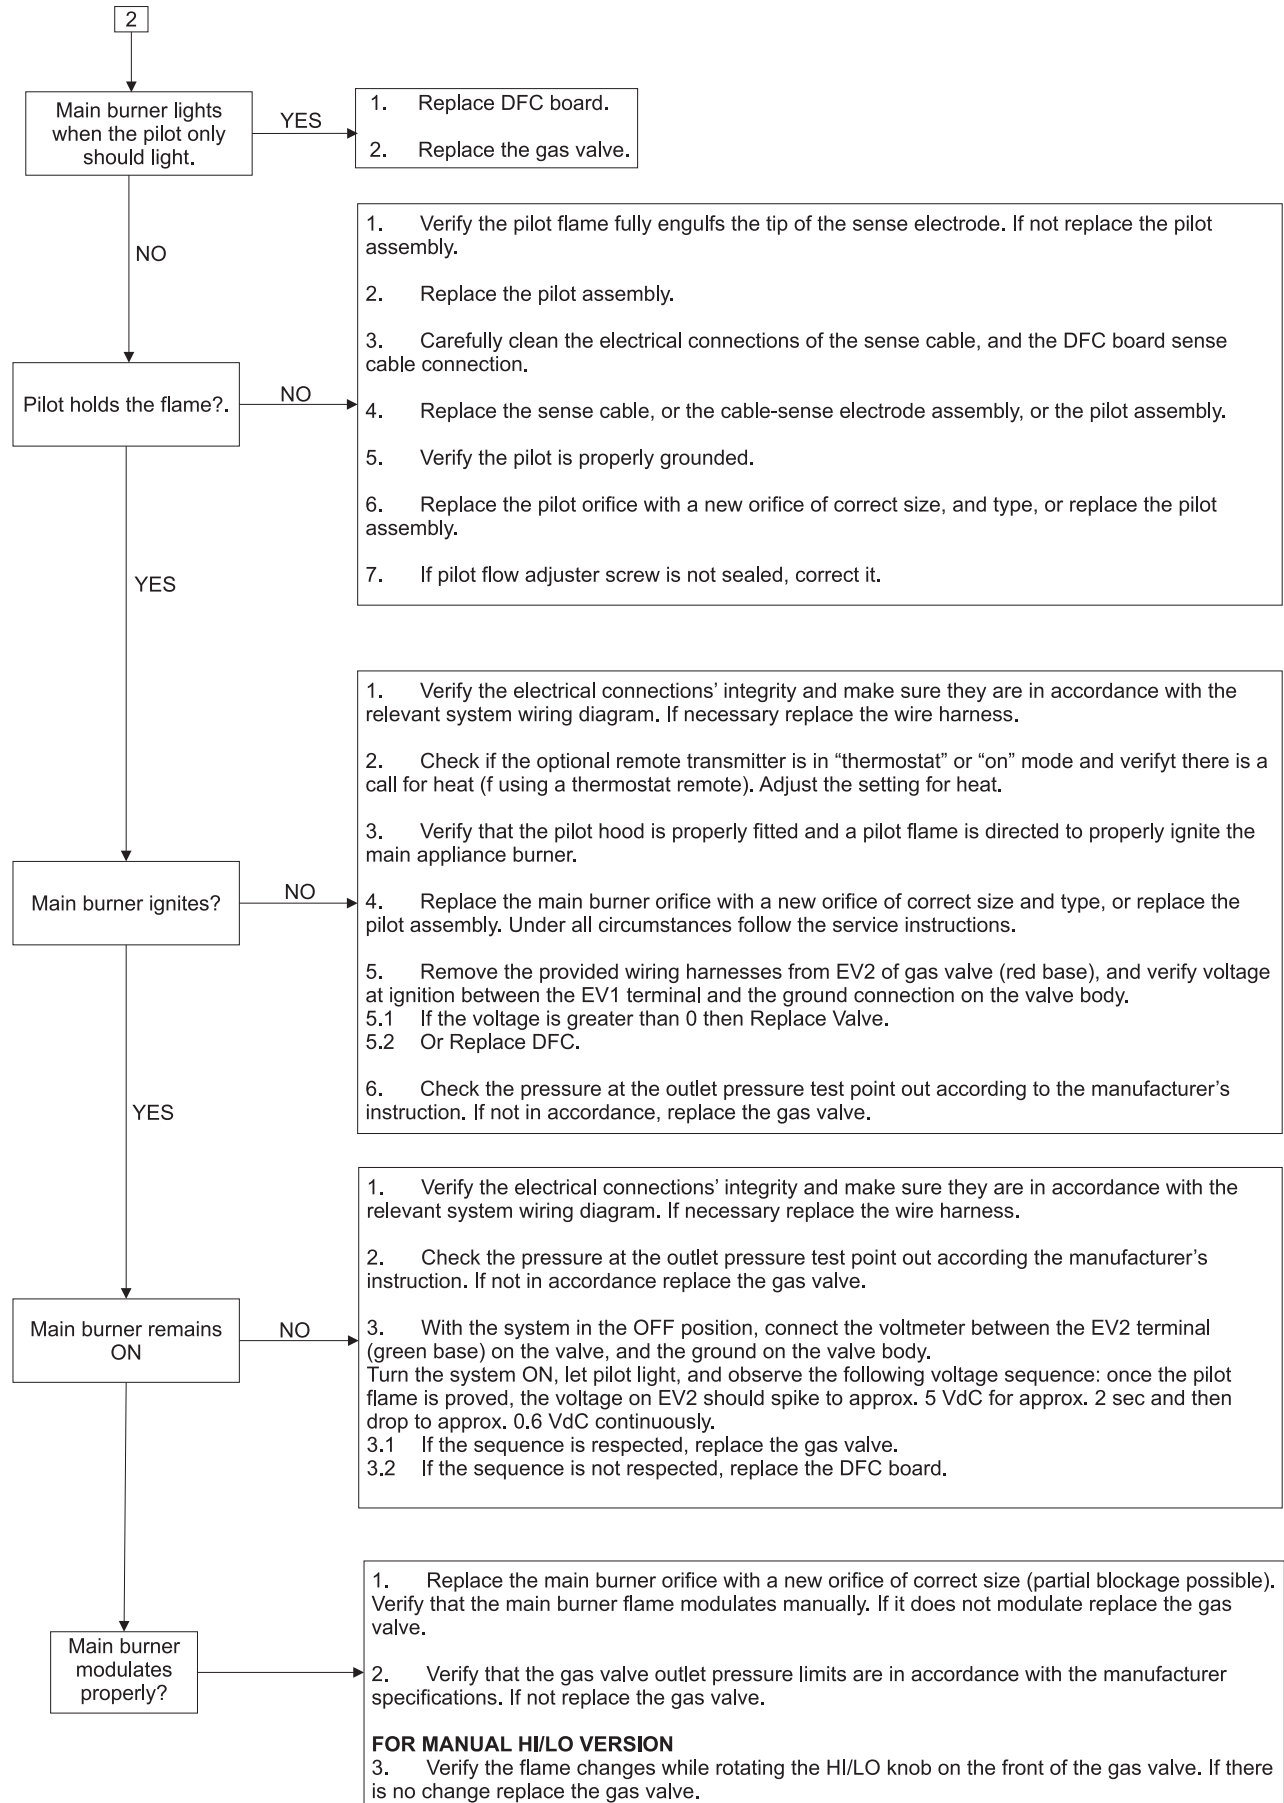 2
Main burner lights
when the pilot only
should light.
YES
1. Replace DFC board.
2. Replace the gas valve.
NO
1. Verify the pilot flame fully engulfs the tip of the sense electrode. If not replace the pilot
assembly.
2. Replace the pilot assembly.
3. Carefully clean the electrical connections of the sense cable, and the DFC board sense
cable connection.
4. Replace the sense cable, or the cable-sense electrode assembly, or the pilot assembly.
5. Verify the pilot is properly grounded.
6. Replace the pilot orifice with a new orifice of correct size, and type, or replace the pilot
assembly.
7. If pilot flow adjuster screw is not sealed, correct it.
Pilot holds the flame?.
NO
YES
1. Verify the electrical connections’ integrity and make sure they are in accordance with the
relevant system wiring diagram. If necessary replace the wire harness.
2. Check if the optional remote transmitter is in “thermostat” or “on” mode and verifyt there is a
call for heat (f using a thermostat remote). Adjust the setting for heat.
3. Verify that the pilot hood is properly fitted and a pilot flame is directed to properly ignite the
main appliance burner.
4. Replace the main burner orifice with a new orifice of correct size and type, or replace the
pilot assembly. Under all circumstances follow the service instructions.
5. Remove the provided wiring harnesses from EV2 of gas valve (red base), and verify voltage
at ignition between the EV1 terminal and the ground connection on the valve body.
5.1 If the voltage is greater than 0 then Replace Valve.
5.2 Or Replace DFC.
6. Check the pressure at the outlet pressure test point out according to the manufacturer’s
instruction. If not in accordance, replace the gas valve.
Main burner ignites?
NO
YES
1. Verify the electrical connections’ integrity and make sure they are in accordance with the
relevant system wiring diagram. If necessary replace the wire harness.
2. Check the pressure at the outlet pressure test point out according the manufacturer’s
instruction. If not in accordance replace the gas valve.
3. With the system in the OFF position, connect the voltmeter between the EV2 terminal
(green base) on the valve, and the ground on the valve body.
Turn the system ON, let pilot light, and observe the following voltage sequence: once the pilot
flame is proved, the voltage on EV2 should spike to approx. 5 VdC for approx. 2 sec and then
drop to approx. 0.6 VdC continuously.
3.1 If the sequence is respected, replace the gas valve.
3.2 If the sequence is not respected, replace the DFC board.
Main burner remains
ON
NO
1. Replace the main burner orifice with a new orifice of correct size (partial blockage possible).
Verify that the main burner flame modulates manually. If it does not modulate replace the gas
valve.
2. Verify that the gas valve outlet pressure limits are in accordance with the manufacturer
specifications. If not replace the gas valve.
FOR MANUAL HI/LO VERSION
3. Verify the flame changes while rotating the HI/LO knob on the front of the gas valve. If there
is no change replace the gas valve.
Main burner
modulates
properly?